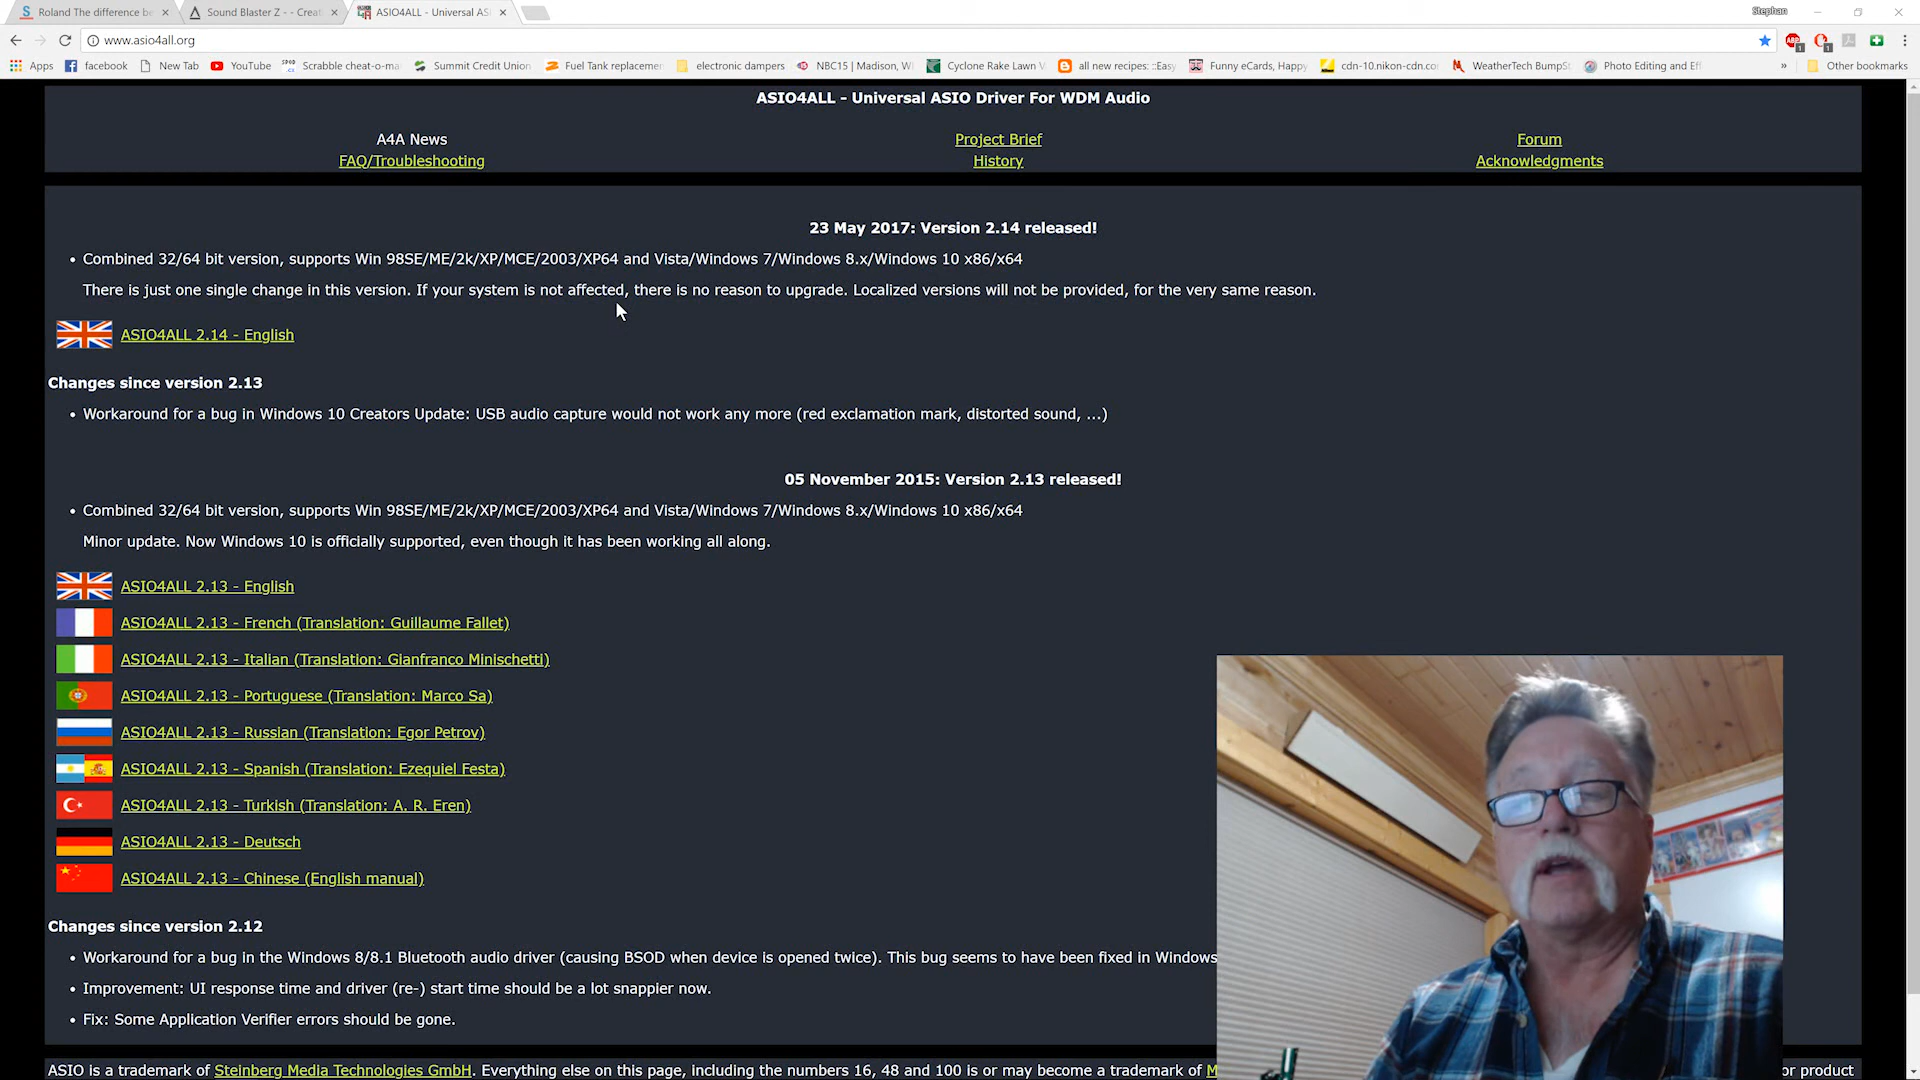 Roland The difference be
Sound Blaster Z - - Creat
ASIO4ALL - Universal AS
Stephan
www.asio4all.org
Apps
facebook
New Tab
YouTube
Scrabble cheat-o-ma
Summit Credit Union
Fuel Tank replacemen
electronic dampers
NBC15 | Madison, WI
Cyclone Rake Lawn V
all new recipes: ::Easy
Funny eCards, Happy
cdn-10.nikon-cdn.co
WeatherTech BumpSt
Photo Editing and Eff
»
Other bookmarks
ASIO4ALL - Universal ASIO Driver For WDM Audio
A4A News
Project Brief
Forum
FAQ/Troubleshooting
History
Acknowledgments
23 May 2017: Version 2.14 released!
• Combined 32/64 bit version, supports Win 98SE/ME/2k/XP/MCE/2003/XP64 and Vista/Windows 7/Windows 8.x/Windows 10 x86/x64
There is just one single change in this version. If your system is not affected, there is no reason to upgrade. Localized versions will not be provided, for the very same reason.
ASIO4ALL 2.14 - English
Changes since version 2.13
• Workaround for a bug in Windows 10 Creators Update: USB audio capture would not work any more (red exclamation mark, distorted sound, ...)
05 November 2015: Version 2.13 released!
• Combined 32/64 bit version, supports Win 98SE/ME/2k/XP/MCE/2003/XP64 and Vista/Windows 7/Windows 8.x/Windows 10 x86/x64
Minor update. Now Windows 10 is officially supported, even though it has been working all along.
ASIO4ALL 2.13 - English
ASIO4ALL 2.13 - French (Translation: Guillaume Fallet)
ASIO4ALL 2.13 - Italian (Translation: Gianfranco Minischetti)
ASIO4ALL 2.13 - Portuguese (Translation: Marco Sa)
ASIO4ALL 2.13 - Russian (Translation: Egor Petrov)
ASIO4ALL 2.13 - Spanish (Translation: Ezequiel Festa)
ASIO4ALL 2.13 - Turkish (Translation: A. R. Eren)
ASIO4ALL 2.13 - Deutsch
ASIO4ALL 2.13 - Chinese (English manual)
Changes since version 2.12
• Workaround for a bug in the Windows 8/8.1 Bluetooth audio driver (causing BSOD when device is opened twice). This bug seems to have been fixed in Windows
• Improvement: UI response time and driver (re-) start time should be a lot snappier now.
• Fix: Some Application Verifier errors should be gone.
ASIO is a trademark of Steinberg Media Technologies GmbH. Everything else on this page, including the numbers 16, 48 and 100 is or may become a trademark of M
or product